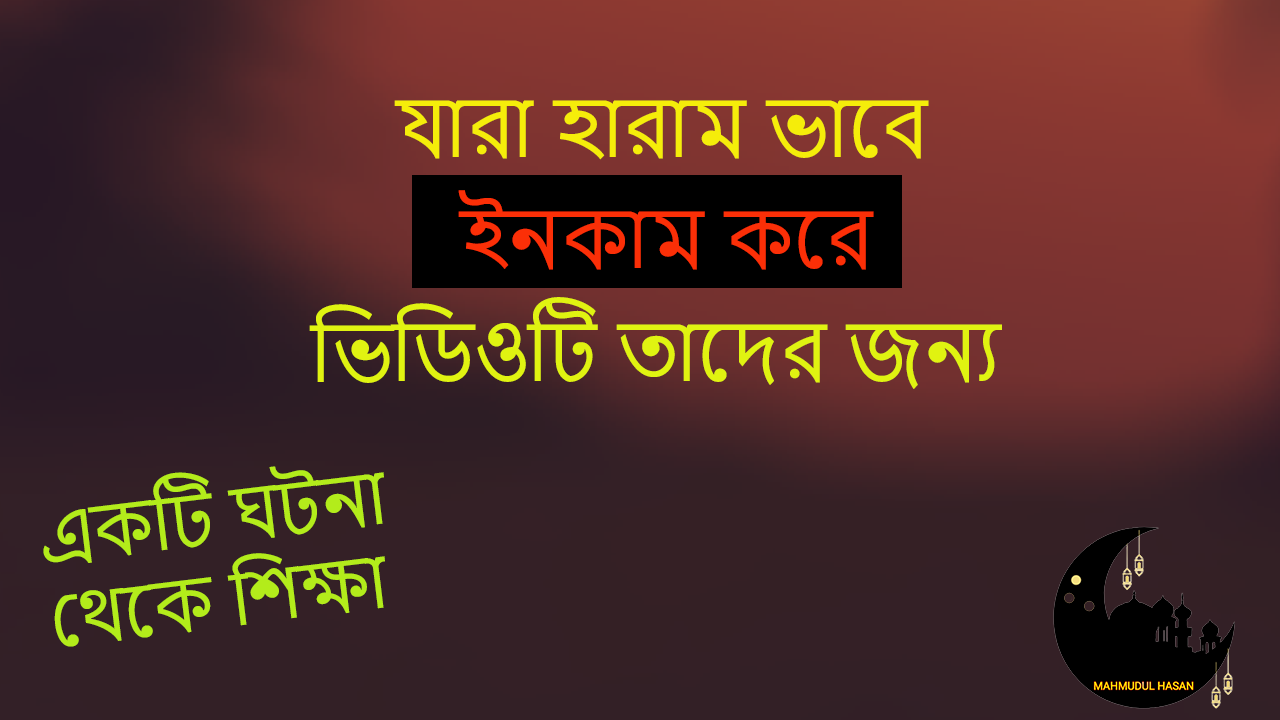 যারা হারাম ভাবে
ইনকাম করে
ভিডিওটি তাদের জন্য
একটি ঘটনা
থেকে শিক্ষা
MAHMUDUL HASAN